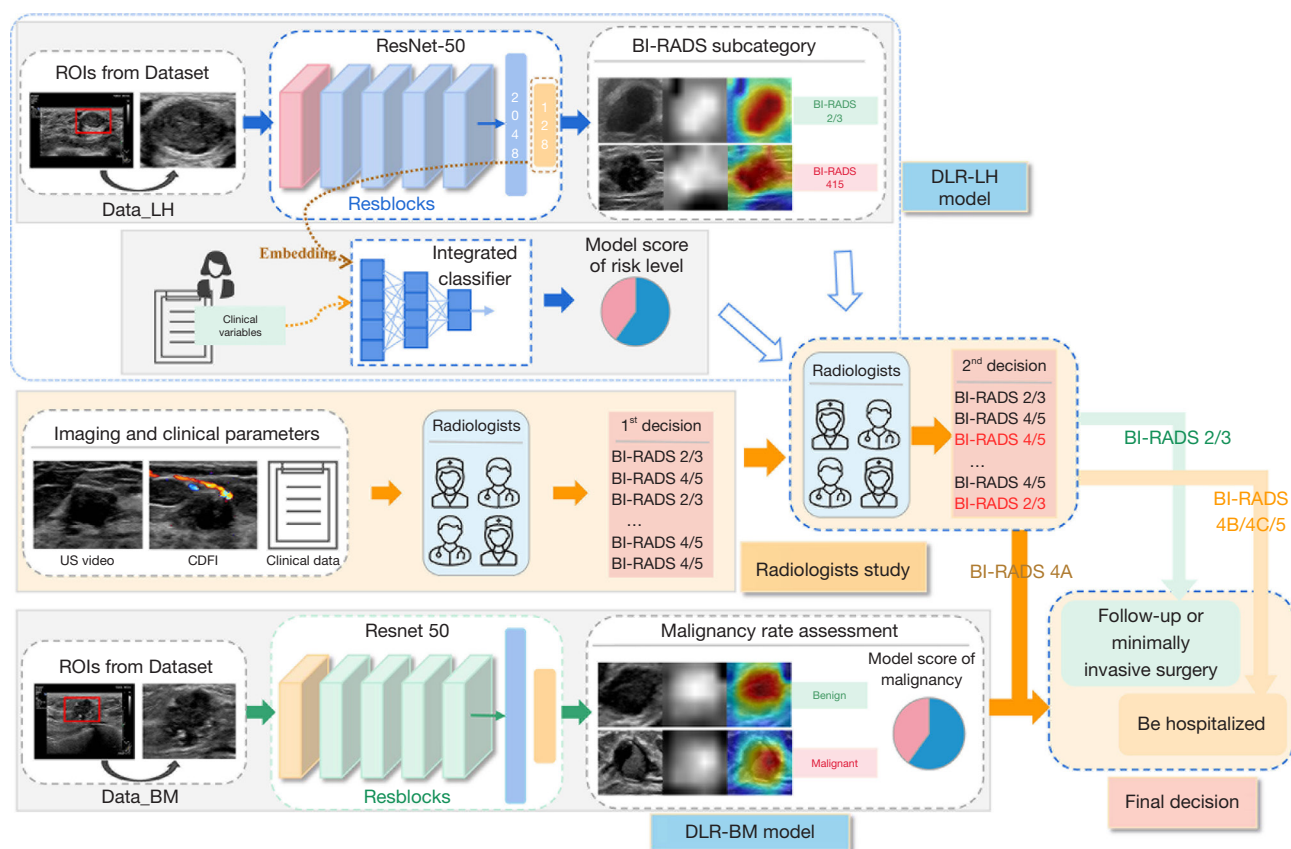 ROIs from Dataset
Data_LH
ResNet-50
2
0
4
8
1
2
8
Resblocks
BI-RADS subcategory
BI-RADS
2/3
BI-RADS
415
DLR-LH
model
Embedding
Clinical
variables
Integrated
classifier
Model score
of risk level
Imaging and clinical parameters
US video
CDFI
Clinical data
Radiologists
1st decision
BI-RADS 2/3
BI-RADS 4/5
BI-RADS 2/3
...
BI-RADS 4/5
BI-RADS 4/5
Radiologists study
Radiologists
2nd decision
BI-RADS 2/3
BI-RADS 4/5
BI-RADS 4/5
...
BI-RADS 4/5
BI-RADS 2/3
BI-RADS 2/3
BI-RADS
4B/4C/5
BI-RADS 4A
Follow-up or
minimally
invasive surgery
Be hospitalized
Final decision
ROIs from Dataset
Data_BM
Resnet 50
Resblocks
Malignancy rate assessment
Benign
Malignant
Model score of
malignancy
DLR-BM model